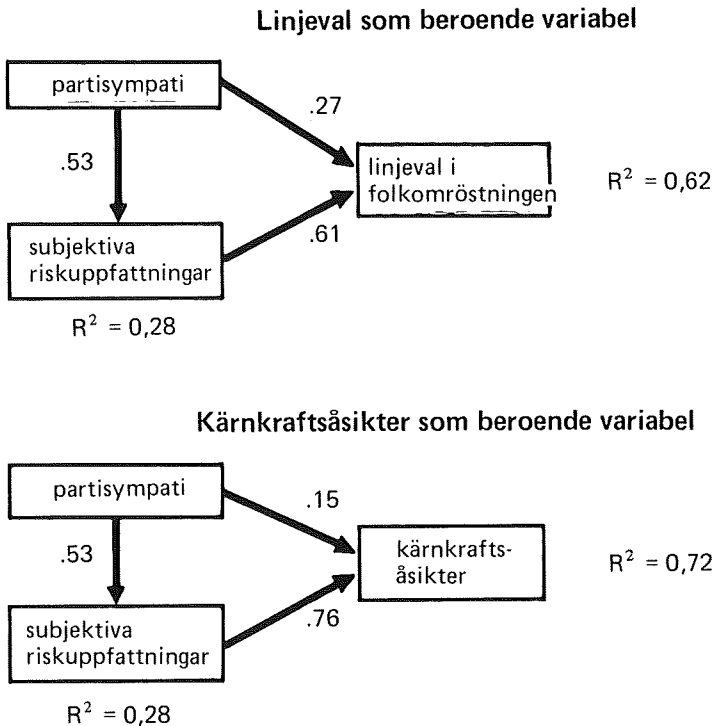 Linjeval som beroende variabel
partisympati
.27
.53
linjeval i
folkomröstningen
R² = 0,62
.61
subjektiva
riskuppfattningar
R² = 0,28
Kärnkraftsåsikter som beroende variabel
partisympati
.15
.53
kärnkrafts-
åsikter
R² = 0,72
.76
subjektiva
riskuppfattningar
R² = 0,28